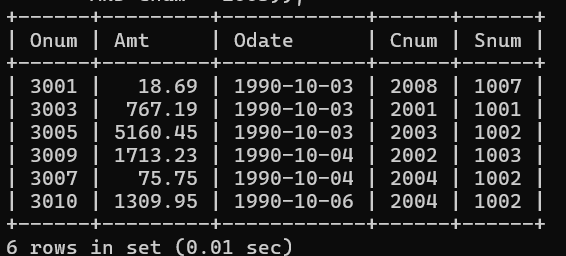 +------+---------+------------+------+------+
| Onum | Amt     | Odate      | Cnum | Snum |
+------+---------+------------+------+------+
| 3001 |   18.69 | 1990-10-03 | 2008 | 1007 |
| 3003 |  767.19 | 1990-10-03 | 2001 | 1001 |
| 3005 | 5160.45 | 1990-10-03 | 2003 | 1002 |
| 3009 | 1713.23 | 1990-10-04 | 2002 | 1003 |
| 3007 |   75.75 | 1990-10-04 | 2004 | 1002 |
| 3010 | 1309.95 | 1990-10-06 | 2004 | 1002 |
+------+---------+------------+------+------+
6 rows in set (0.01 sec)